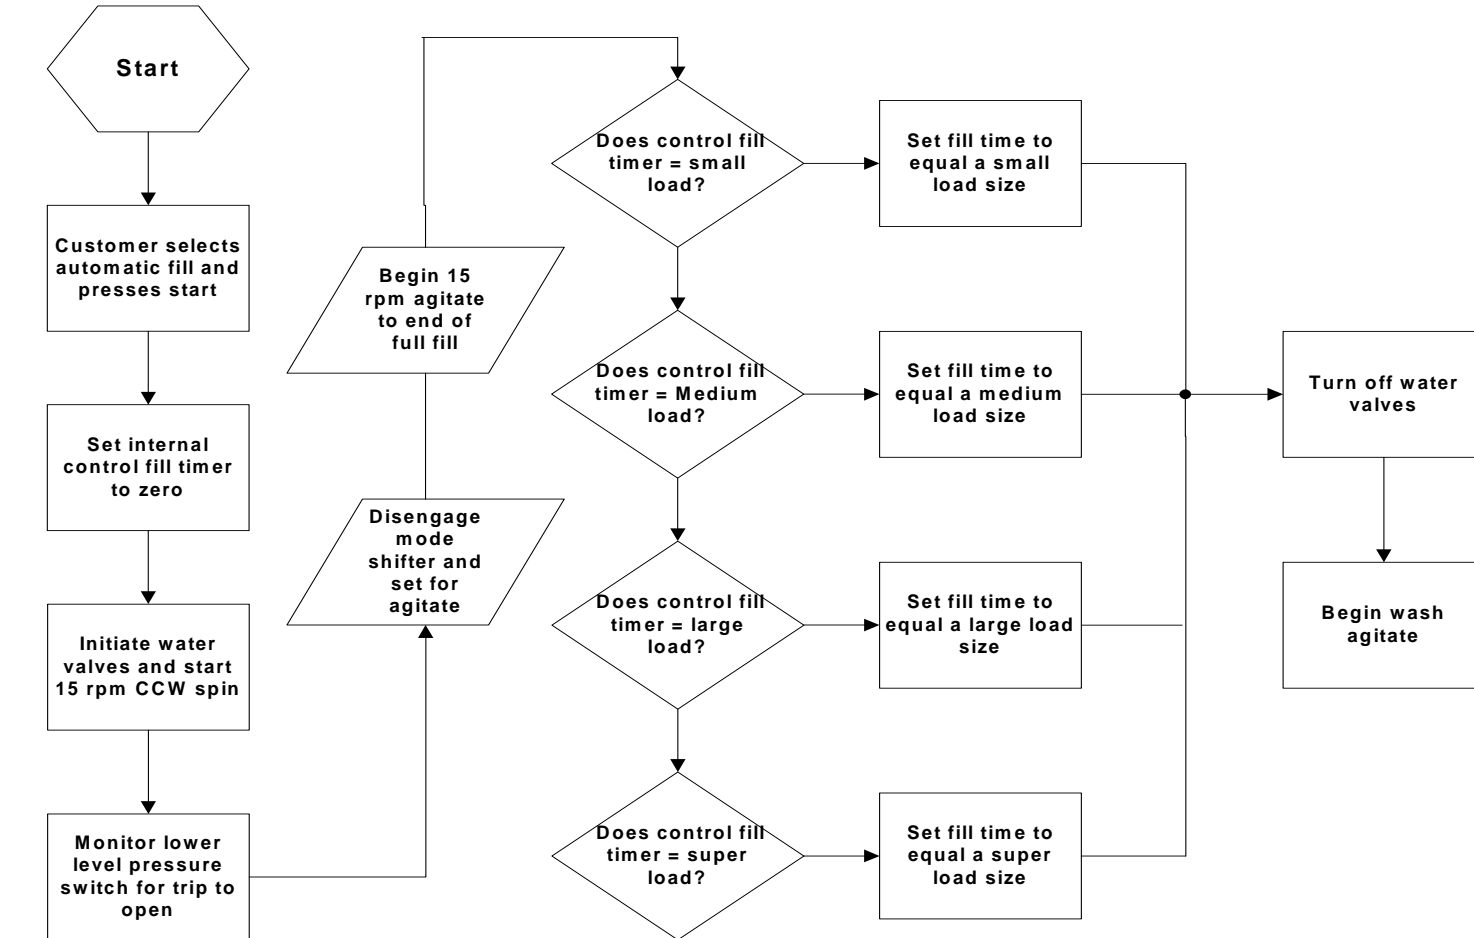 Start
Customer selects
automatic fill and
presses start
Set internal
control fill timer
to zero
Initiate water
valves and start
15 rpm CCW spin
Monitor lower
level pressure
switch for trip to
open
Disengage
mode
shifter and
set for
agitate
Begin 15
rpm agitate
to end of
full fill
Does control fill
timer = small
load?
Set fill time to
equal a small
load size
Does control fill
timer = Medium
load?
Set fill time to
equal a medium
load size
Does control fill
timer = large
load?
Set fill time to
equal a large load
size
Does control fill
timer = super
load?
Set fill time to
equal a super
load size
Turn off water
valves
Begin wash
agitate